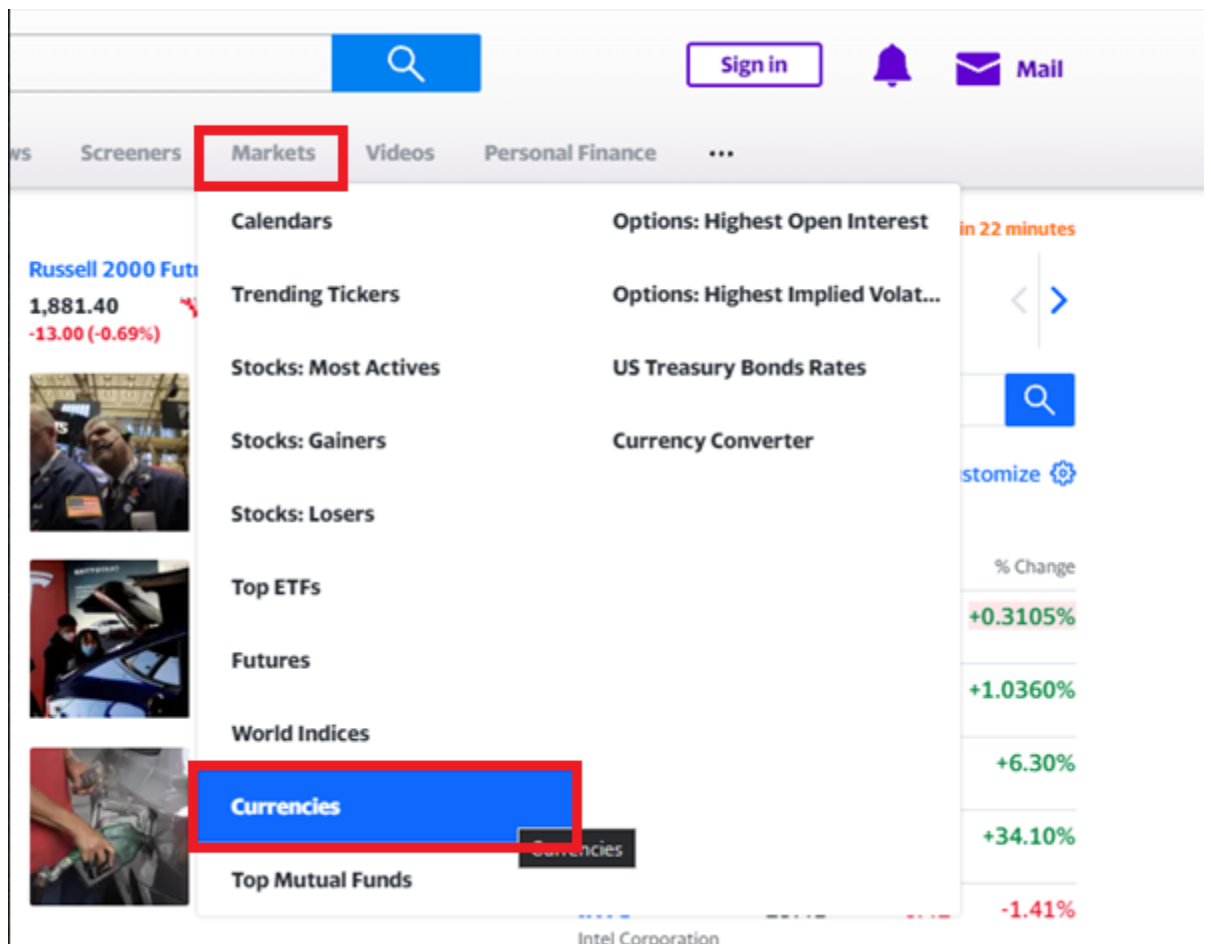 Sign in
Mail
ws Screeners Markets Videos Personal Finance ...
Calendars Options: Highest Open Interest
in 22 minutes
Russell 2000 Futu
Trending Tickers Options: Highest Implied Volat...
1,881.40
-13.00 (-0.69%)
Stocks: Most Actives US Treasury Bonds Rates
Stocks: Gainers Currency Converter
stomize
Stocks: Losers
% Change
Top ETFs
+0.3105%
Futures
+1.0360%
World Indices
+6.30%
Currencies
+34.10%
Currencies
Top Mutual Funds
-1.41%
Intel Corporation